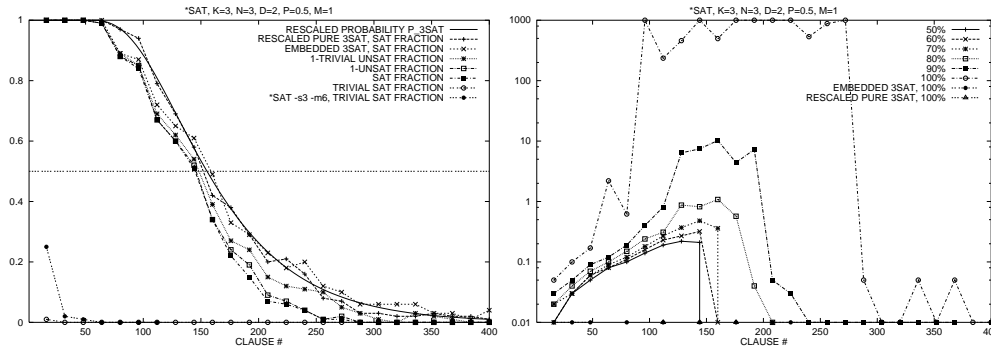 *SAT, K=3, N=3, D=2, P=0.5, M=1
1
0.8
0.6
0.4
0.2
0
50
100
150
200
250
300
350
400
CLAUSE #
RESCALED PROBABILITY P_3SAT
RESCALED PURE 3SAT, SAT FRACTION
EMBEDDED 3SAT, SAT FRACTION
1-TRIVIAL UNSAT FRACTION
1-UNSAT FRACTION
SAT FRACTION
TRIVIAL SAT FRACTION
*SAT -s3 -m6, TRIVIAL SAT FRACTION
*SAT, K=3, N=3, D=2, P=0.5, M=1
1000
100
10
1
0.1
0.01
50
100
150
200
250
300
350
400
CLAUSE #
50%
60%
70%
80%
90%
100%
EMBEDDED 3SAT, 100%
RESCALED PURE 3SAT, 100%